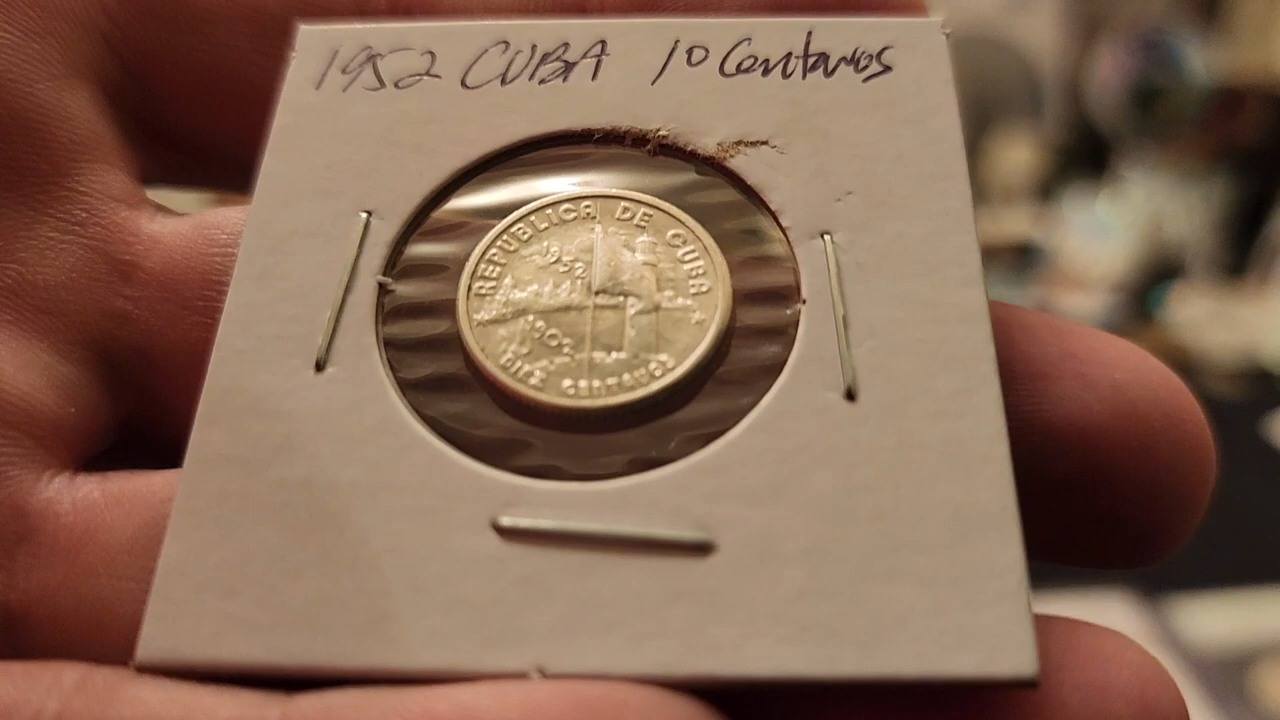 1952 CUBA 10 Centavos
REPUBLICA DE CUBA
1952
1902
DIEZ CENTAVOS